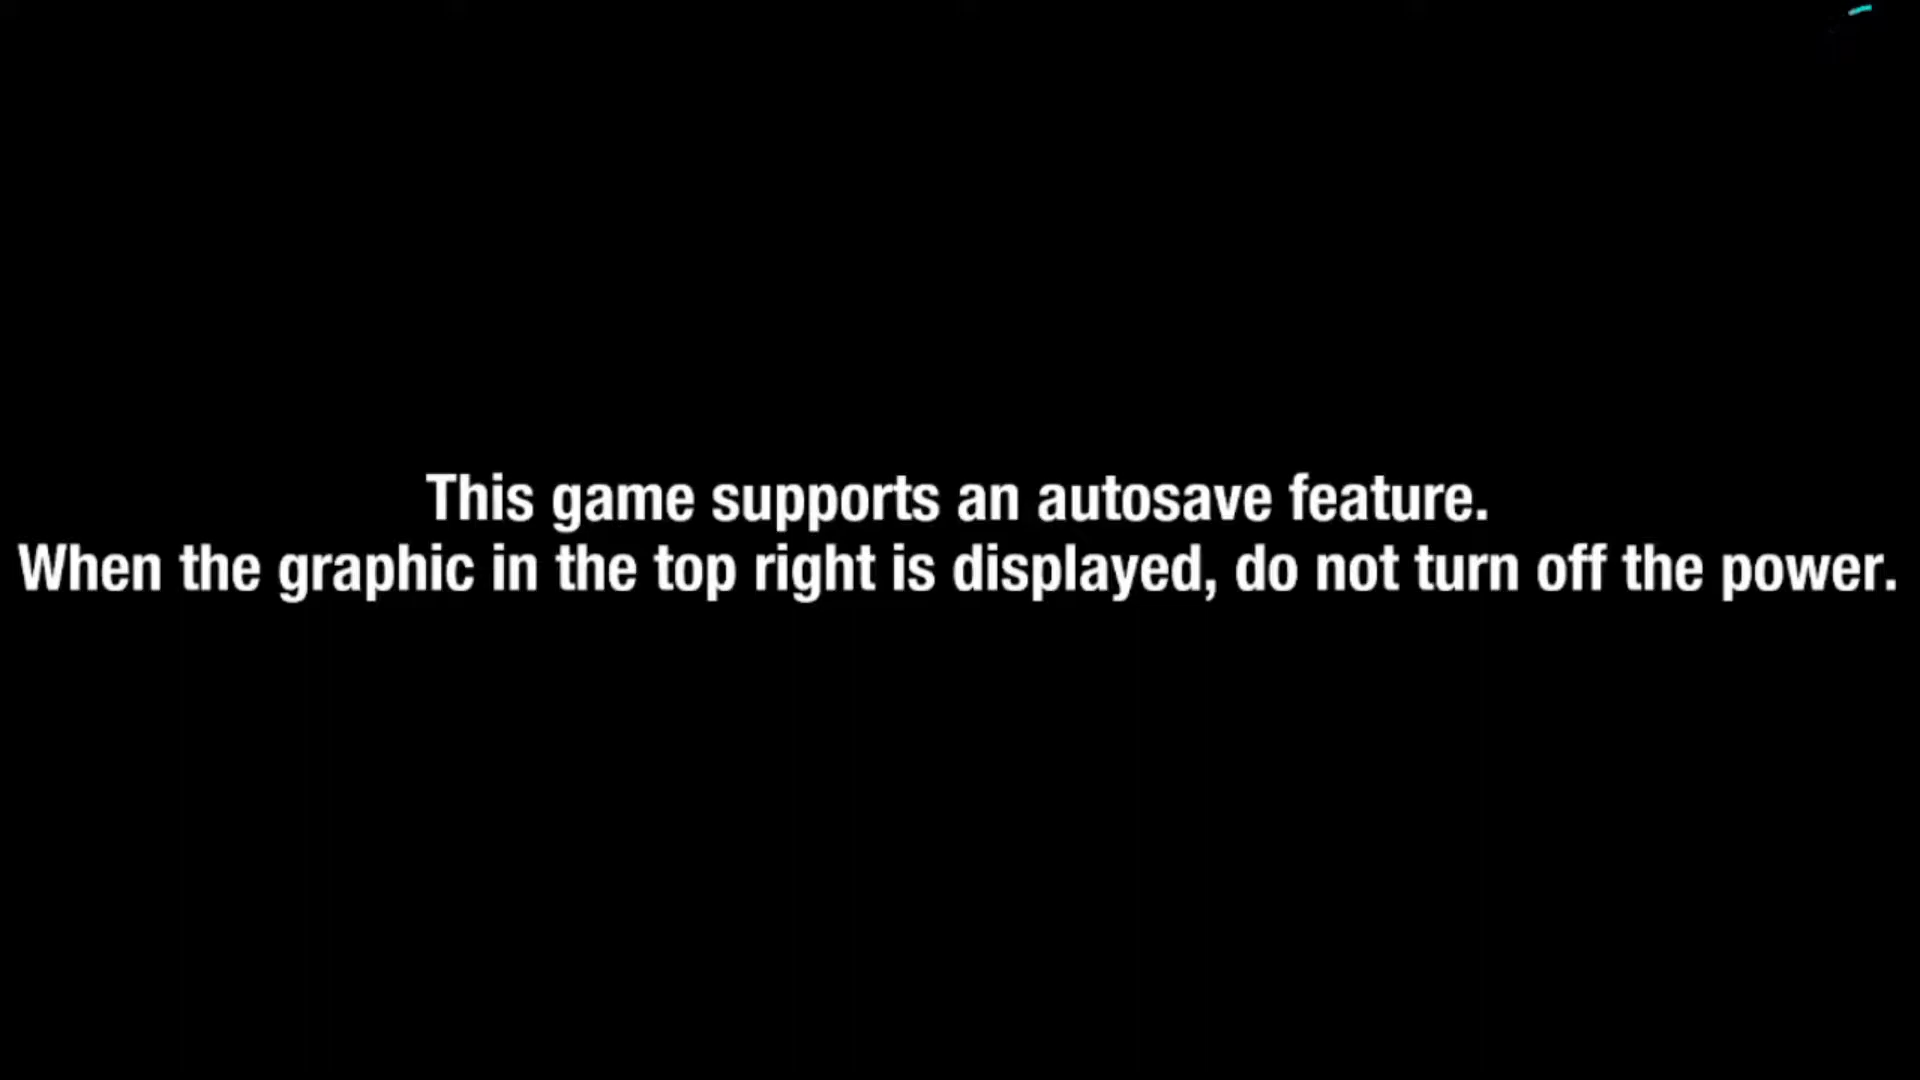 This game supports an autosave feature.
When the graphic in the top right is displayed, do not turn off the power.